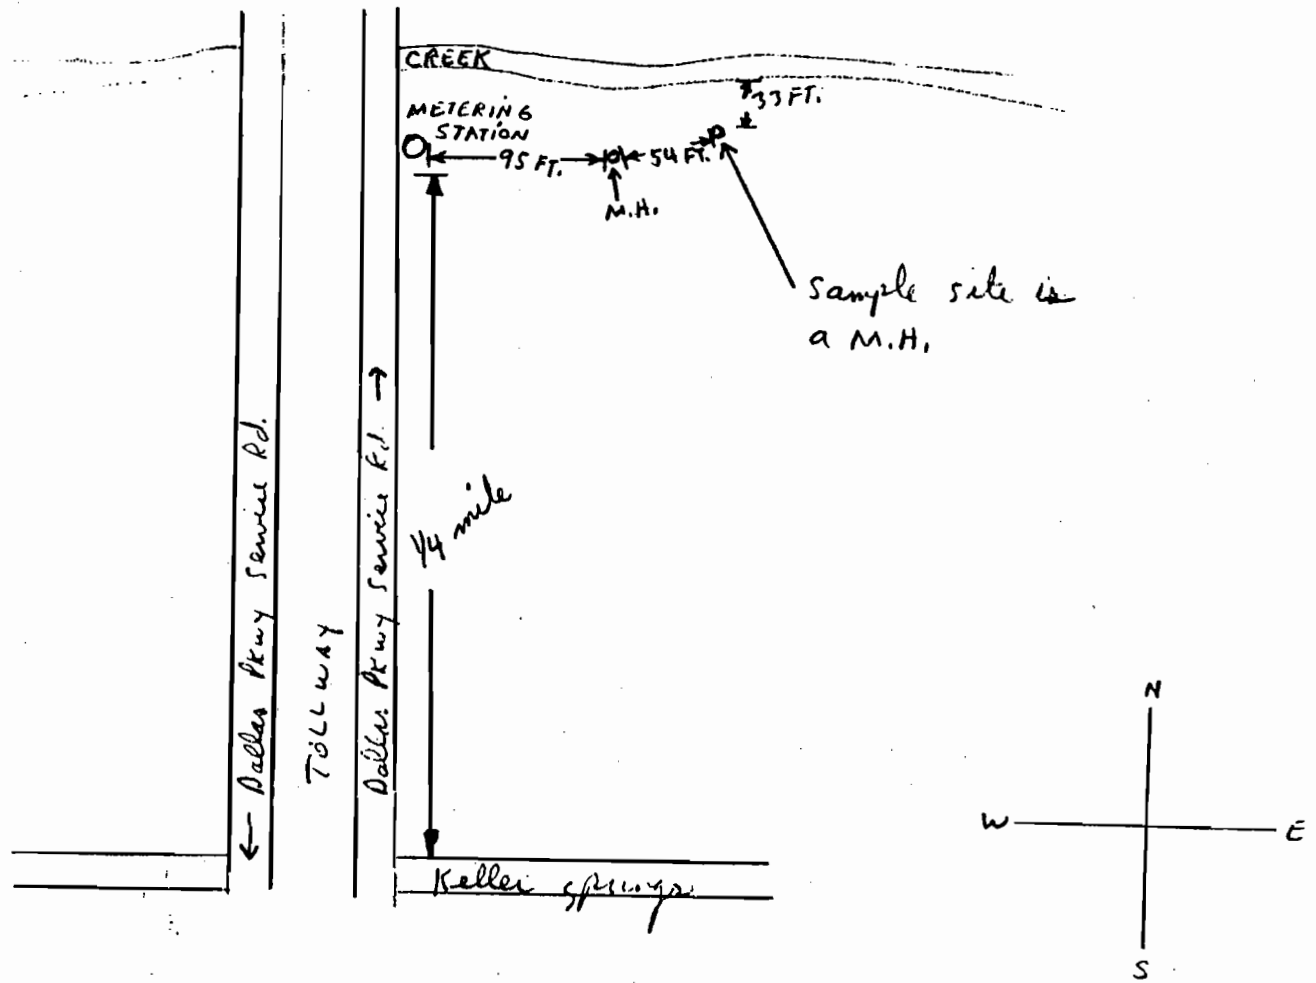 CREEK
33 FT.
METERING
STATION
95 FT.
54 FT.
M.H.
Sample site is
a M.H.
← Dallas Pkwy Service Rd.
TOLLWAY
Dallas Pkwy Service Rd. →
1/4 mile
Keller Springs
N
W
E
S